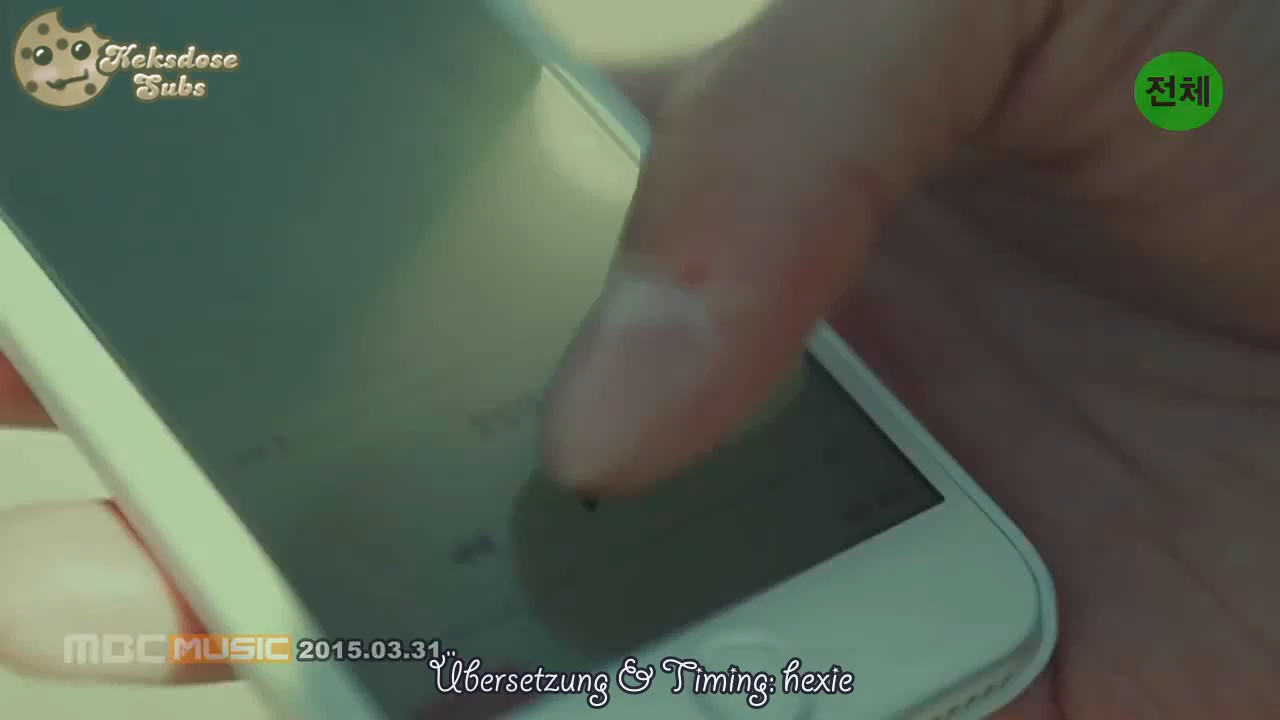 Keksdose
Subs
전체
MBC MUSIC 2015.03.31
Übersetzung & Timing: hexie